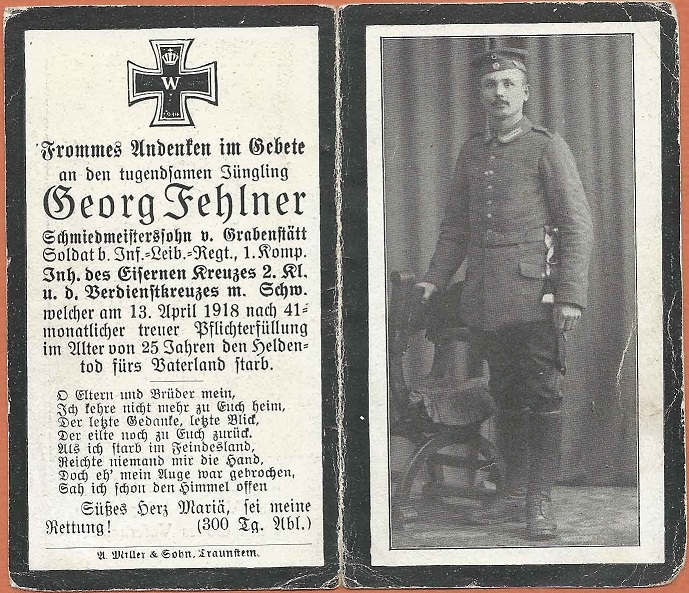 W
Frommes Andenken im Gebete
an den tugendsamen Jüngling
Georg Fehlner
Schmiedmeisterssohn v. Grabenstätt
Soldat b. Inf.-Leib.-Regt., 1. Komp.
Inh. des Eisernen Kreuzes 2. Kl.
u. d. Verdienstkreuzes m. Schw.
welcher am 13. April 1918 nach 41-
monatlicher treuer Pflichterfüllung
im Alter von 25 Jahren den Helden-
tod fürs Vaterland starb.
O Eltern und Brüder mein,
Ich kehre nicht mehr zu Euch heim,
Der letzte Gedanke, letzte Blick,
Der eilte noch zu Euch zurück.
Als ich starb im Feindesland,
Reichte niemand mir die Hand,
Doch eh' mein Auge war gebrochen,
Sah ich schon den Himmel offen
Süßes Herz Mariä, sei meine
Rettung! (300 Tg. Abl.)
A. Miller & Sohn, Traunstein.